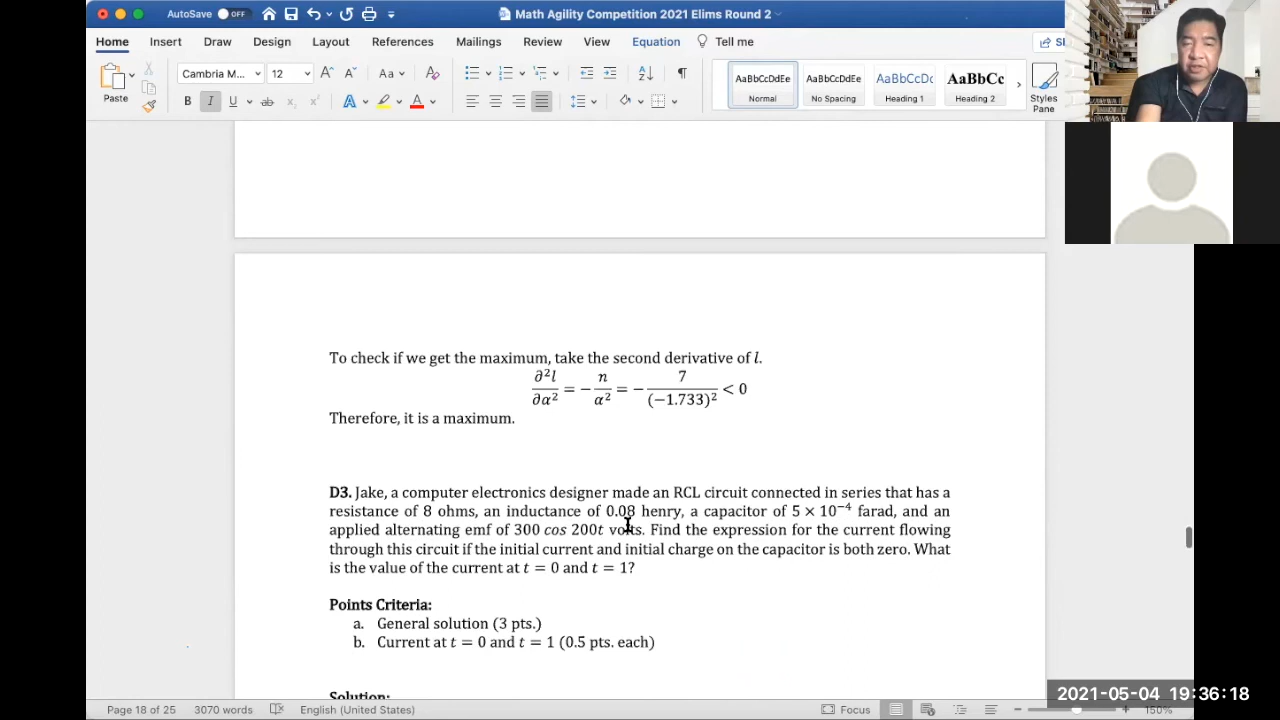 AutoSave OFF
Math Agility Competition 2021 Elims Round 2
Home Insert Draw Design Layout References Mailings Review View Equation Tell me
Paste
Cambria M... 12
AaBbCcDdEe AaBbCcDdEe AaBbCcDc AaBbCc
Normal No Spacing Heading 1 Heading 2
Styles Pane
To check if we get the maximum, take the second derivative of l.
∂²l/∂α² = − n/α² = − 7/(−1.733)² < 0
Therefore, it is a maximum.
D3. Jake, a computer electronics designer made an RCL circuit connected in series that has a
resistance of 8 ohms, an inductance of 0.08 henry, a capacitor of 5 × 10⁻⁴ farad, and an
applied alternating emf of 300 cos 200t volts. Find the expression for the current flowing
through this circuit if the initial current and initial charge on the capacitor is both zero. What
is the value of the current at t = 0 and t = 1?
Points Criteria:
a. General solution (3 pts.)
b. Current at t = 0 and t = 1 (0.5 pts. each)
Solution:
Page 18 of 25 3070 words English (United States) Focus 150%
2021-05-04 19:36:18